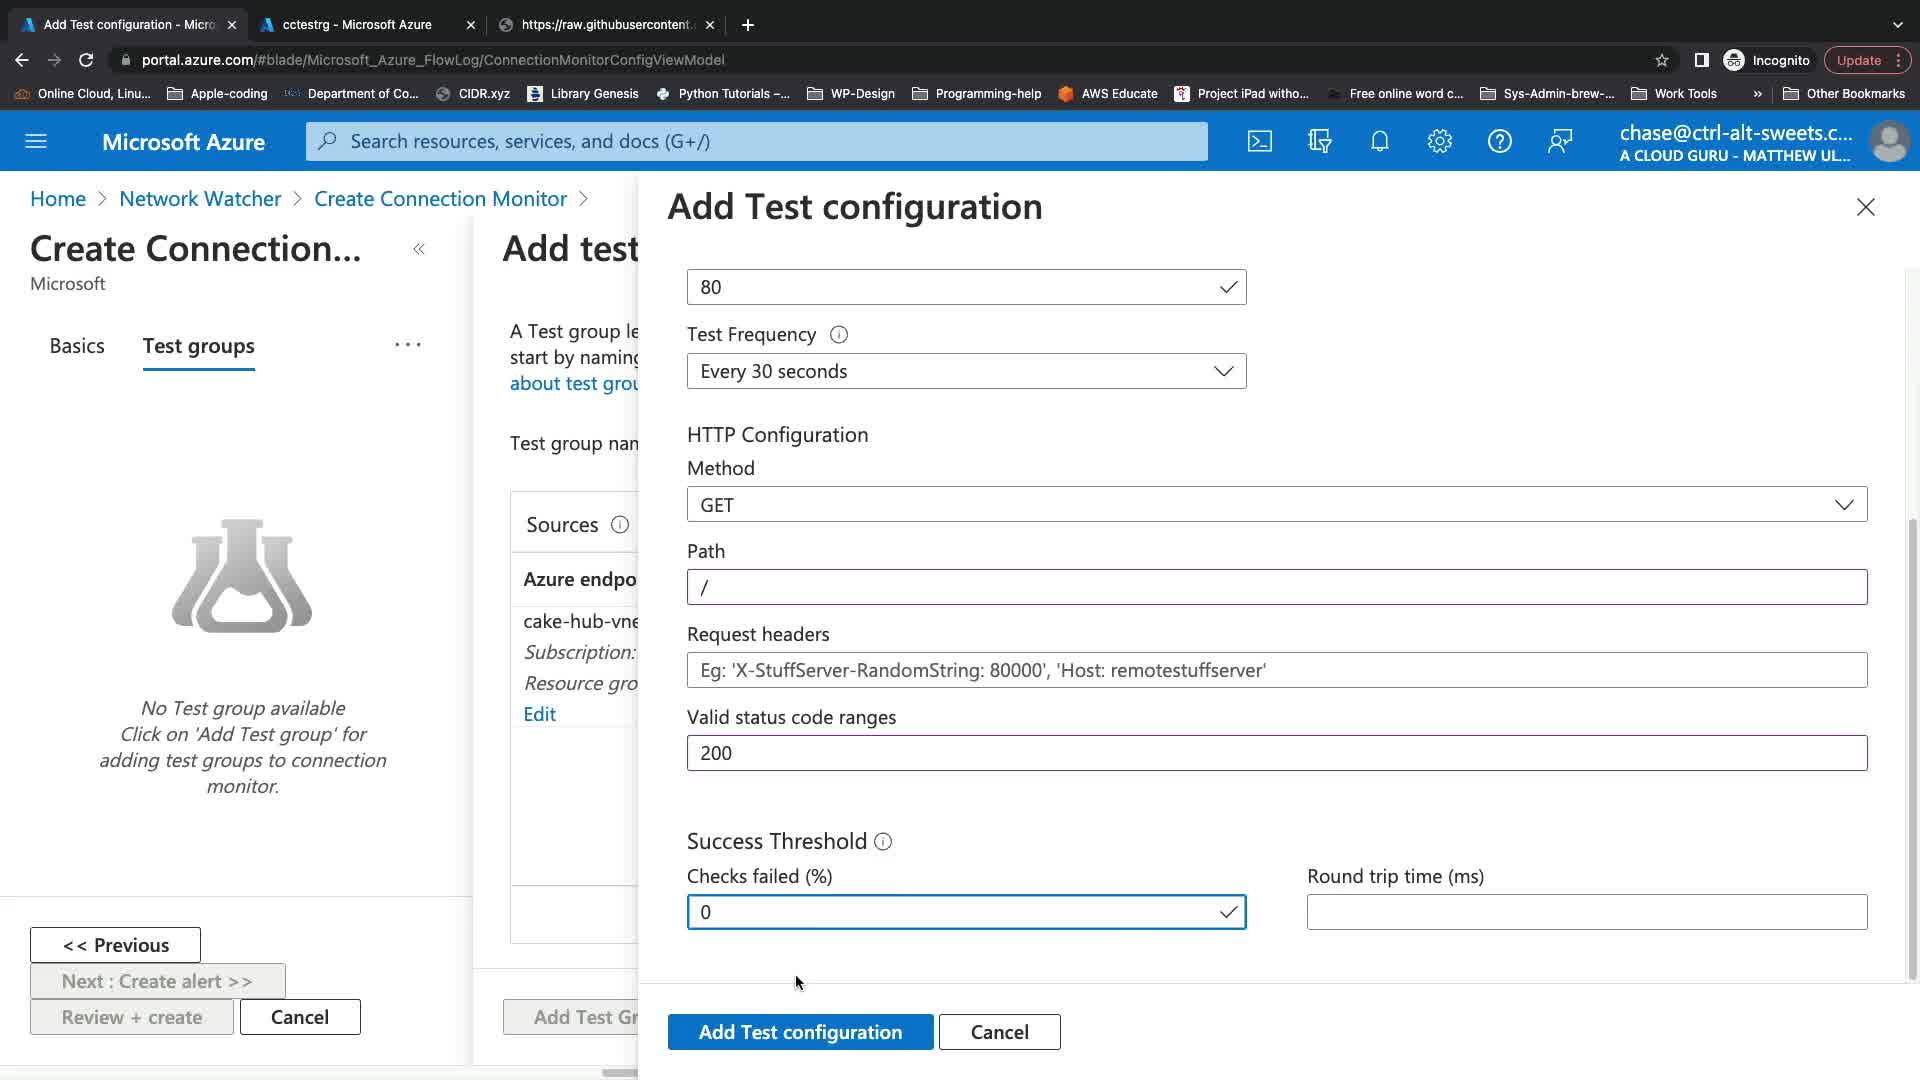 Add Test configuration - Micro
cctestrg - Microsoft Azure
https://raw.githubusercontent.
portal.azure.com/#blade/Microsoft_Azure_FlowLog/ConnectionMonitorConfigViewModel
Incognito
Update
Online Cloud, Linu...
Apple-coding
Department of Co...
CIDR.xyz
Library Genesis
Python Tutorials –...
WP-Design
Programming-help
AWS Educate
Project iPad witho...
Free online word c...
Sys-Admin-brew-...
Work Tools
»
Other Bookmarks
Microsoft Azure
Search resources, services, and docs (G+/)
chase@ctrl-alt-sweets.c...
A CLOUD GURU - MATTHEW UL...
Home > Network Watcher > Create Connection Monitor >
Create Connection...
«
Microsoft
Basics
Test groups
...
No Test group available
Click on 'Add Test group' for
adding test groups to connection
monitor.
<< Previous
Next : Create alert >>
Review + create
Cancel
Add test
A Test group le
start by naming
about test grou
Test group nam
Sources
Azure endpo
cake-hub-vne
Subscription:
Resource gro
Edit
Add Test Gr
Add Test configuration
80
Test Frequency
Every 30 seconds
HTTP Configuration
Method
GET
Path
/
Request headers
Eg: 'X-StuffServer-RandomString: 80000', 'Host: remotestuffserver'
Valid status code ranges
200
Success Threshold
Checks failed (%)
0
Round trip time (ms)
Add Test configuration
Cancel